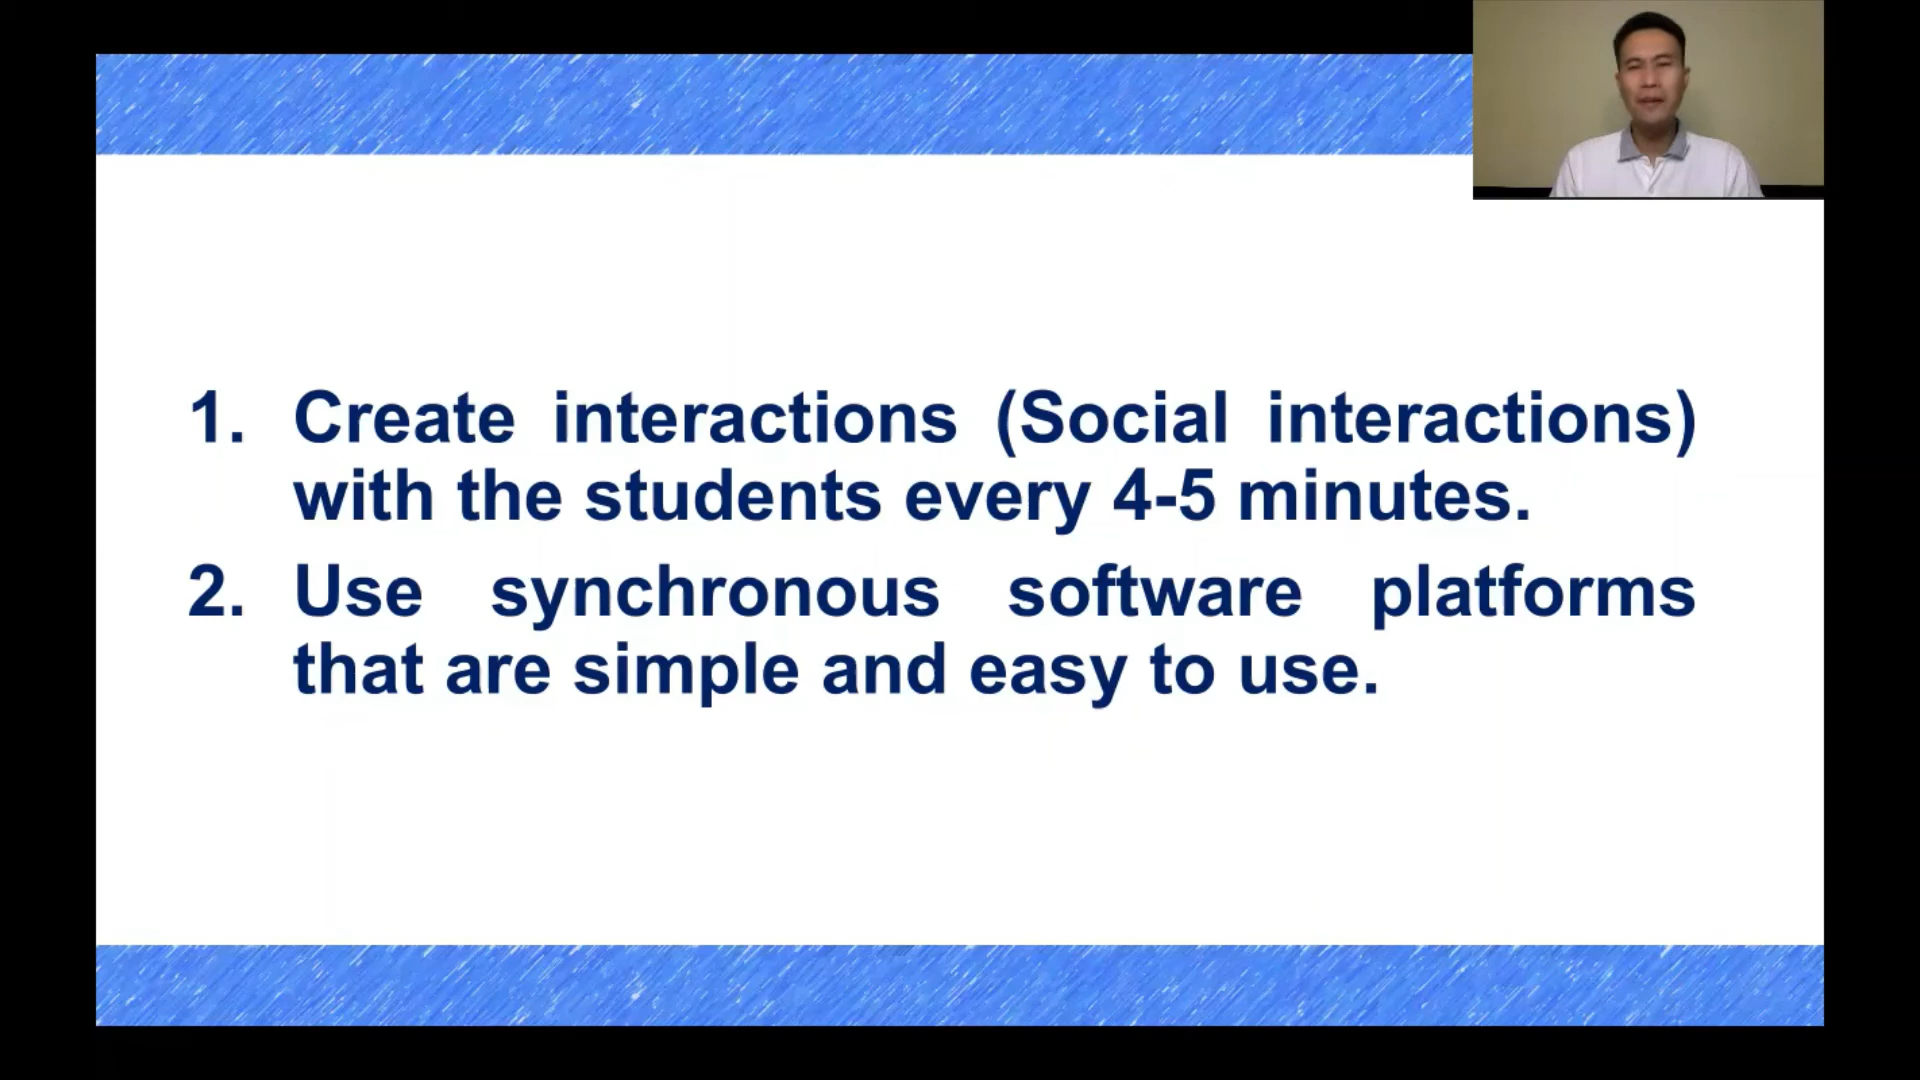 1. Create interactions (Social interactions)
with the students every 4-5 minutes.
2. Use synchronous software platforms
that are simple and easy to use.